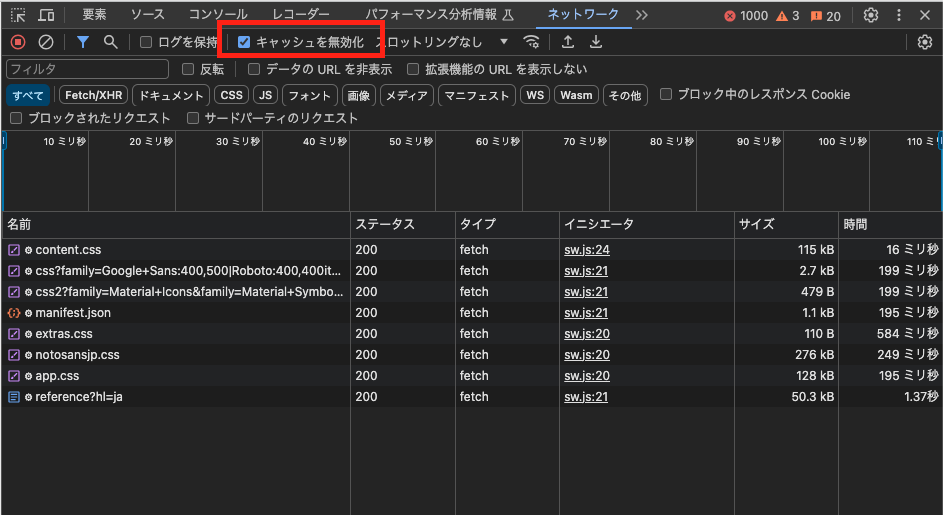 要素 ソース コンソール レコーダー パフォーマンス分析情報 ネットワーク 1000 3 20
ログを保持 キャッシュを無効化 スロットリングなし
フィルタ 反転 データの URL を非表示 拡張機能の URL を表示しない
すべて Fetch/XHR ドキュメント CSS JS フォント 画像 メディア マニフェスト WS Wasm その他 ブロック中のレスポンス Cookie
ブロックされたリクエスト サードパーティのリクエスト
10 ミリ秒 20 ミリ秒 30 ミリ秒 40 ミリ秒 50 ミリ秒 60 ミリ秒 70 ミリ秒 80 ミリ秒 90 ミリ秒 100 ミリ秒 110 ミリ
名前 ステータス タイプ イニシエータ サイズ 時間
content.css 200 fetch sw.js:24 115 kB 16 ミリ秒
css?family=Google+Sans:400,500|Roboto:400,400it... 200 fetch sw.js:21 2.7 kB 199 ミリ秒
css2?family=Material+Icons&family=Material+Symbo... 200 fetch sw.js:21 479 B 199 ミリ秒
manifest.json 200 fetch sw.js:21 1.1 kB 195 ミリ秒
extras.css 200 fetch sw.js:20 110 B 584 ミリ秒
notosansjp.css 200 fetch sw.js:20 276 kB 249 ミリ秒
app.css 200 fetch sw.js:20 128 kB 195 ミリ秒
reference?hl=ja 200 fetch sw.js:21 50.3 kB 1.37秒